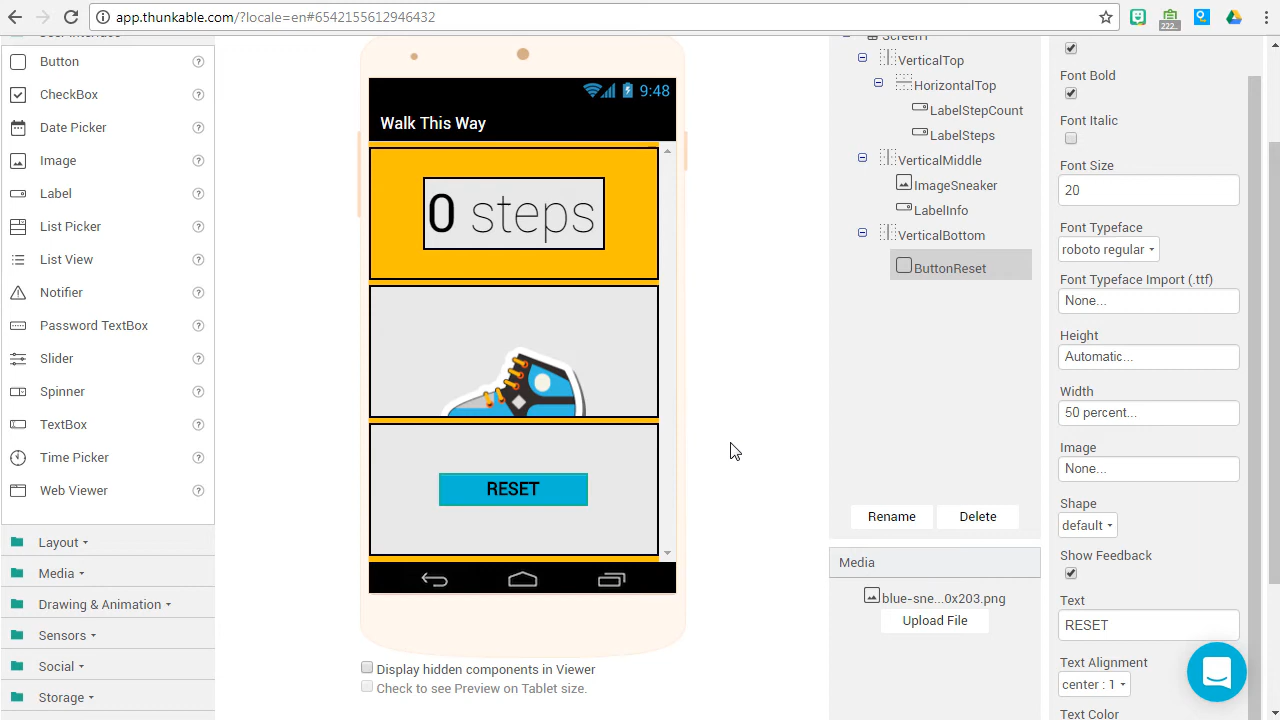 app.thunkable.com/?locale=en#6542155612946432
222...
Button
CheckBox
Date Picker
Image
Label
List Picker
List View
Notifier
Password TextBox
Slider
Spinner
TextBox
Time Picker
Web Viewer
Layout
Media
Drawing & Animation
Sensors
Social
Storage
9:48
Walk This Way
0 steps
RESET
Display hidden components in Viewer
Check to see Preview on Tablet size.
Screen1
VerticalTop
HorizontalTop
LabelStepCount
LabelSteps
VerticalMiddle
ImageSneaker
LabelInfo
VerticalBottom
ButtonReset
Rename Delete
Media
blue-sne...0x203.png
Upload File
Font Bold
Font Italic
Font Size
20
Font Typeface
roboto regular
Font Typeface Import (.ttf)
None...
Height
Automatic...
Width
50 percent...
Image
None...
Shape
default
Show Feedback
Text
RESET
Text Alignment
center : 1
Text Color